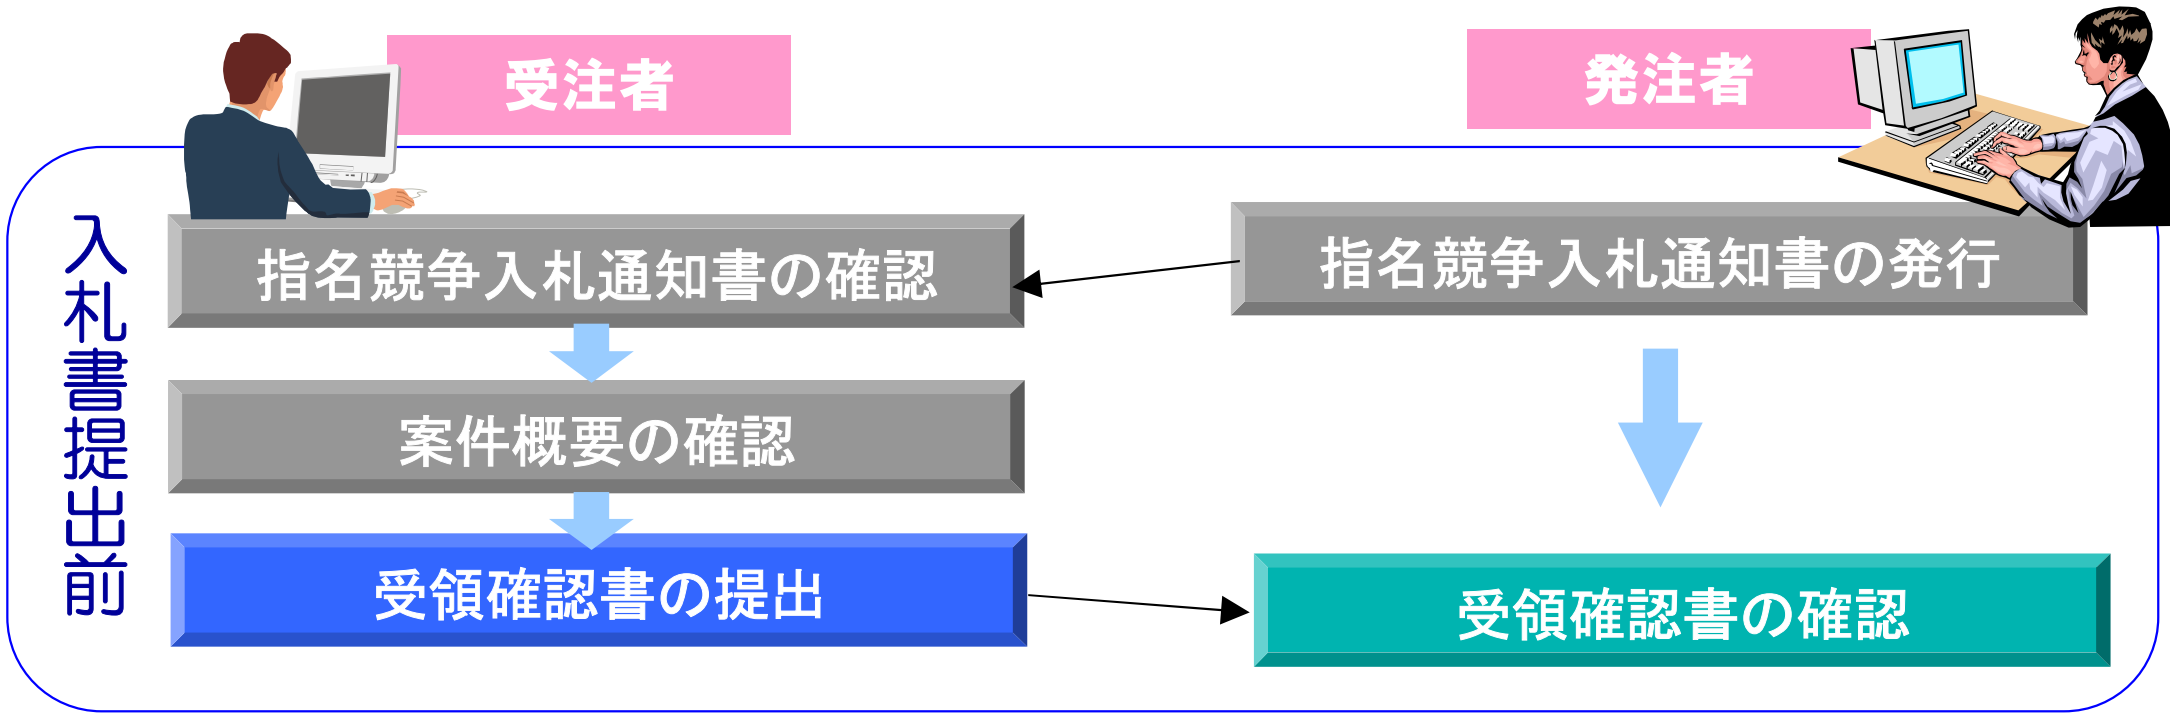 受注者
発注者
入札書提出前
指名競争入札通知書の確認
指名競争入札通知書の発行
案件概要の確認
受領確認書の提出
受領確認書の確認